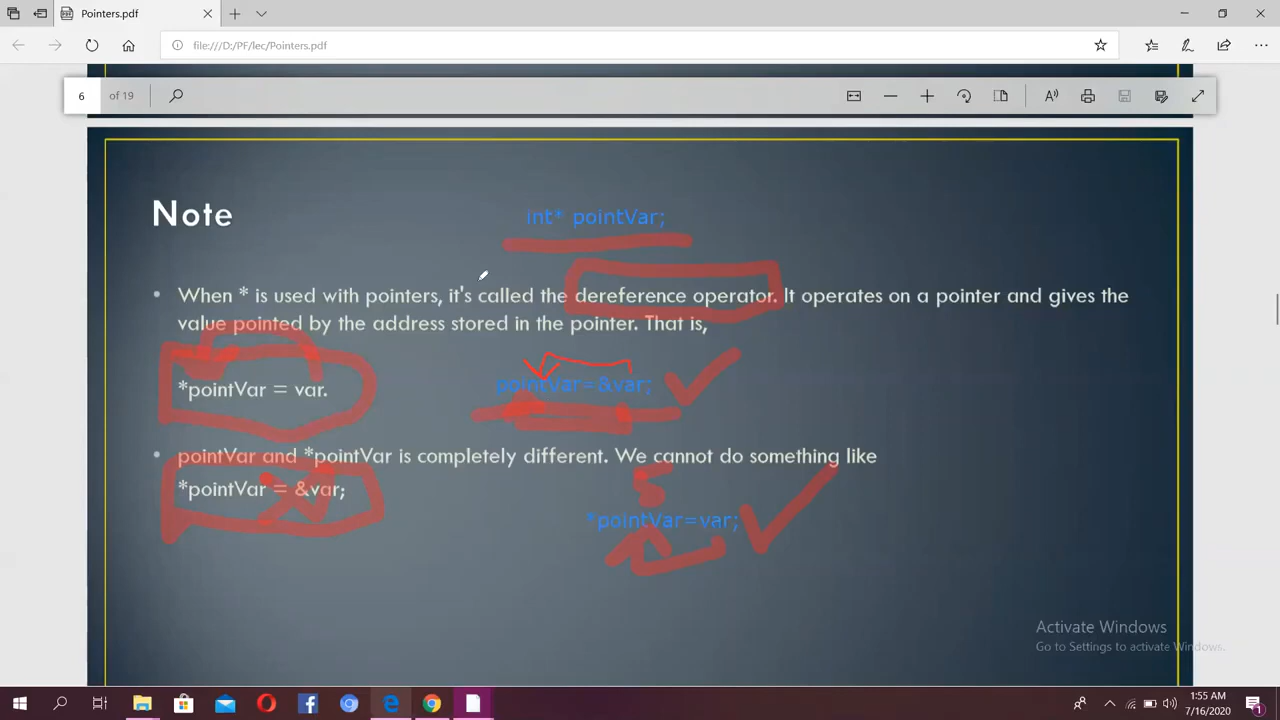 Pointers.pdf
file:///D:/PF/lec/Pointers.pdf
6 of 19
Note
int* pointVar;
• When * is used with pointers, it's called the dereference operator. It operates on a pointer and gives the
value pointed by the address stored in the pointer. That is,
*pointVar = var.
pointVar=&var;
• pointVar and *pointVar is completely different. We cannot do something like
*pointVar = &var;
*pointVar=var;
Activate Windows
Go to Settings to activate Windows.
1:55 AM
7/16/2020
1